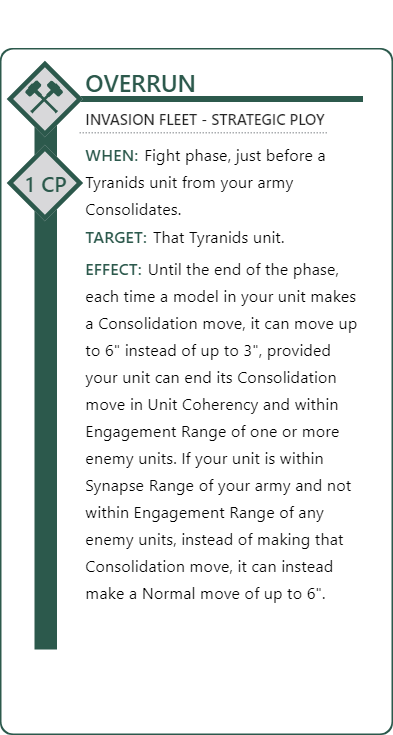 OVERRUN
INVASION FLEET - STRATEGIC PLOY
1 CP
WHEN: Fight phase, just before a
Tyranids unit from your army
Consolidates.
TARGET: That Tyranids unit.
EFFECT: Until the end of the phase,
each time a model in your unit makes
a Consolidation move, it can move up
to 6" instead of up to 3", provided
your unit can end its Consolidation
move in Unit Coherency and within
Engagement Range of one or more
enemy units. If your unit is within
Synapse Range of your army and not
within Engagement Range of any
enemy units, instead of making that
Consolidation move, it can instead
make a Normal move of up to 6".